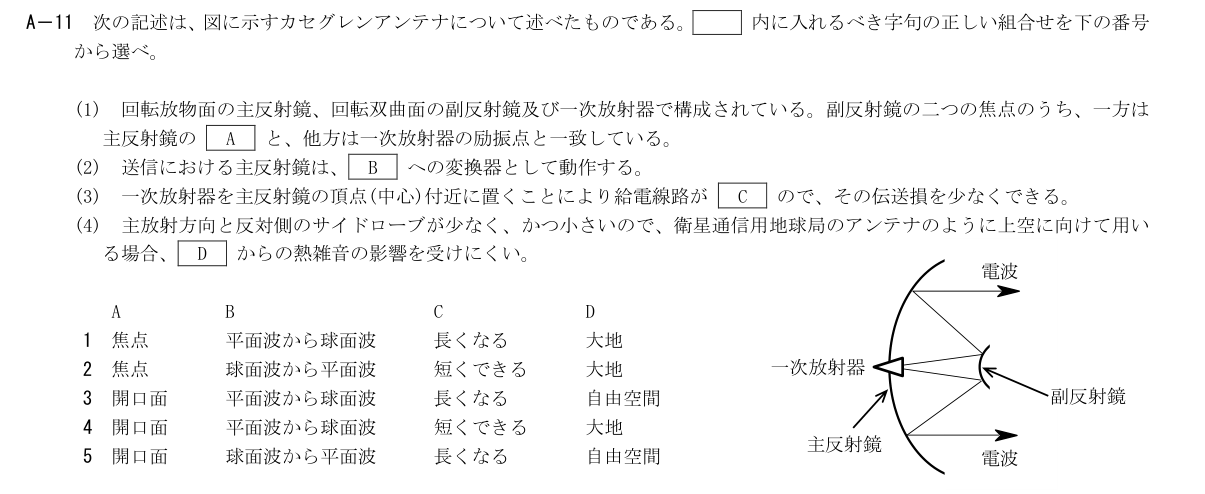 A－11 次の記述は、図に示すカセグレンアンテナについて述べたものである。 内に入れるべき字句の正しい組合せを下の番号
から選べ。
(1) 回転放物面の主反射鏡、回転双曲面の副反射鏡及び一次放射器で構成されている。副反射鏡の二つの焦点のうち、一方は
主反射鏡の A と、他方は一次放射器の励振点と一致している。
(2) 送信における主反射鏡は、 B への変換器として動作する。
(3) 一次放射器を主反射鏡の頂点(中心)付近に置くことにより給電線路が C ので、その伝送損を少なくできる。
(4) 主放射方向と反対側のサイドローブが少なく、かつ小さいので、衛星通信用地球局のアンテナのように上空に向けて用い
る場合、 D からの熱雑音の影響を受けにくい。
A B C D
1 焦点 平面波から球面波 長くなる 大地
2 焦点 球面波から平面波 短くできる 大地
3 開口面 平面波から球面波 長くなる 自由空間
4 開口面 平面波から球面波 短くできる 大地
5 開口面 球面波から平面波 長くなる 自由空間
電波
一次放射器
副反射鏡
主反射鏡
電波